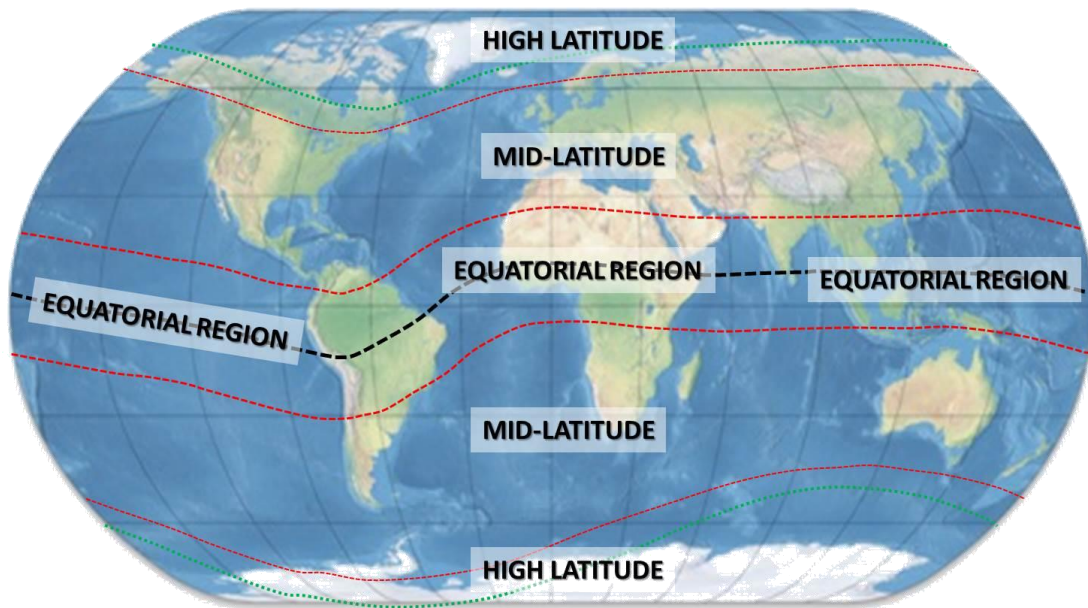 HIGH LATITUDE
MID-LATITUDE
EQUATORIAL REGION
EQUATORIAL REGION
EQUATORIAL REGION
MID-LATITUDE
HIGH LATITUDE